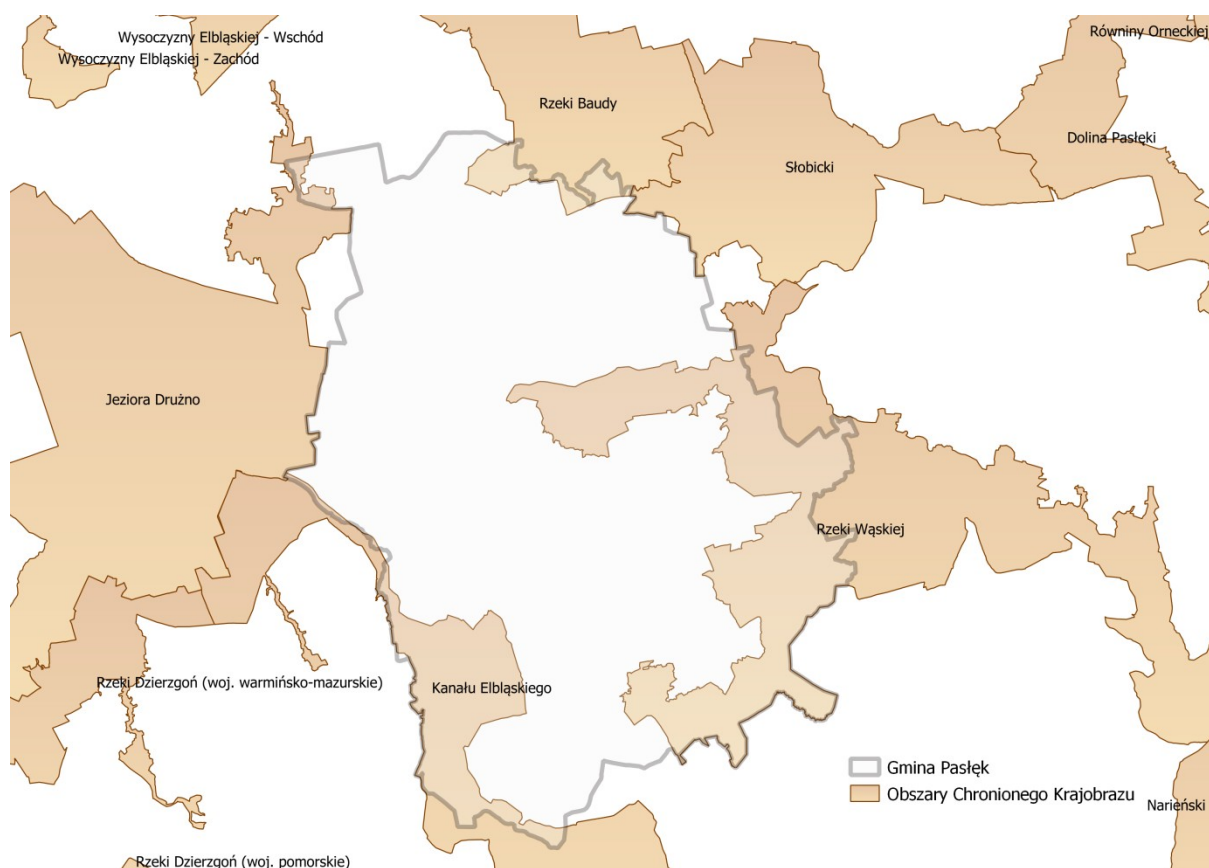 Wysoczyzny Elbląskiej - Wschód
Wysoczyzny Elbląskiej - Zachód
Równiny Orneckiej
Rzeki Baudy
Dolina Pasłęki
Słobicki
Jeziora Drużno
Rzeki Wąskiej
Rzeki Dzierzgoń (woj. warmińsko-mazurskie)
Kanału Elbląskiego
Gmina Pasłęk
Obszary Chronionego Krajobrazu
Narieński
Rzeki Dzierzgoń (woj. pomorskie)